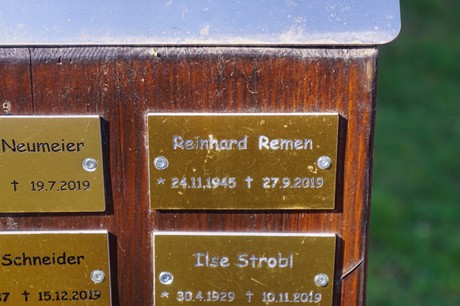 Neumeier
† 19.7.2019
Reinhard Remen
* 24.11.1945 † 27.9.2019
Schneider
† 15.12.2019
Ilse Strobl
* 30.4.1929 † 10.11.2019